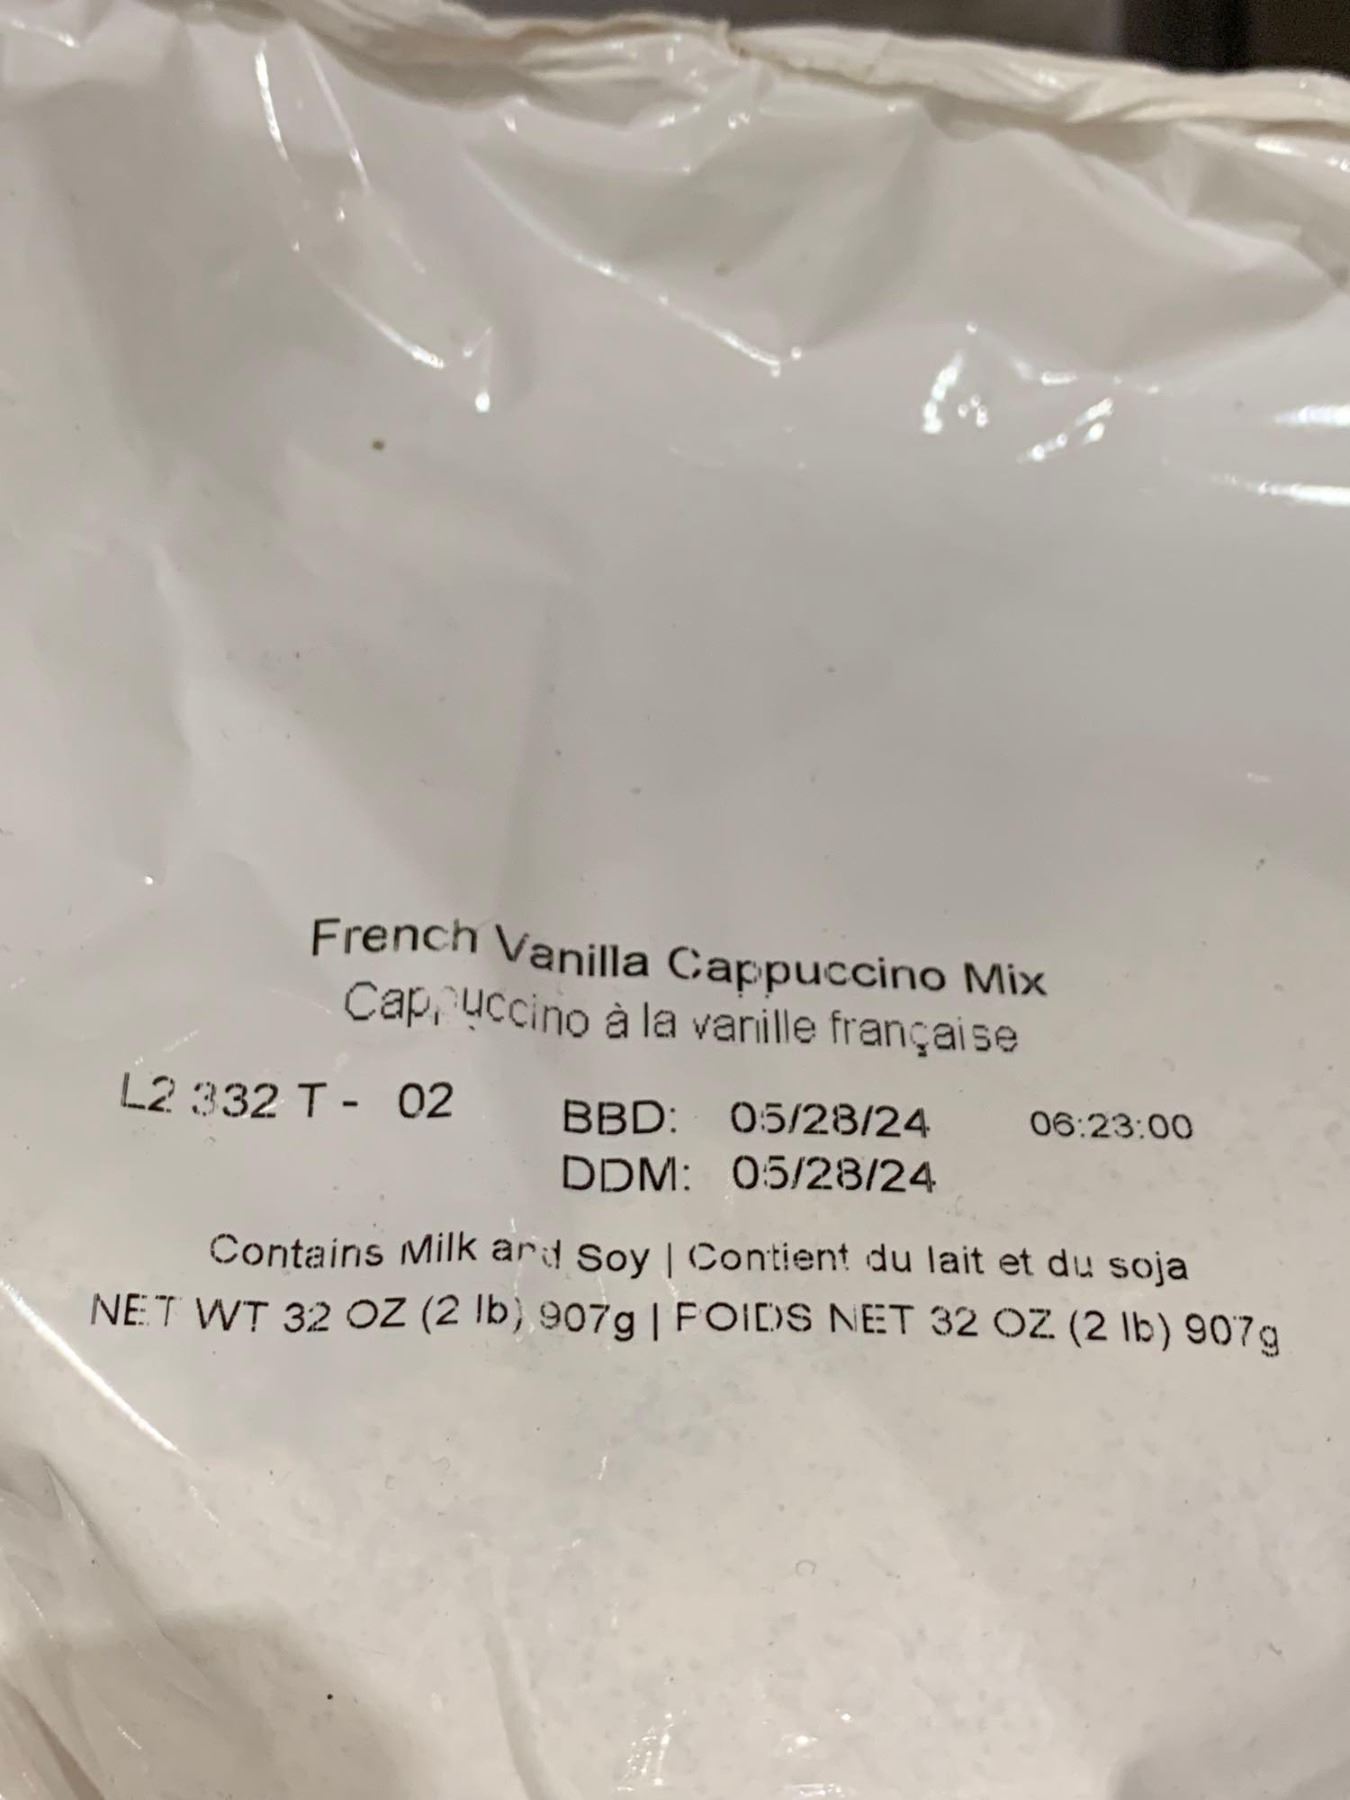 French Vanilla Cappuccino Mix
Cappuccino à la vanille française
L2 332 T - 02 BBD: 05/28/24 06:23:00
DDM: 05/28/24
Contains Milk and Soy | Contient du lait et du soja
NET WT 32 OZ (2 lb) 907g | POIDS NET 32 OZ (2 lb) 907g